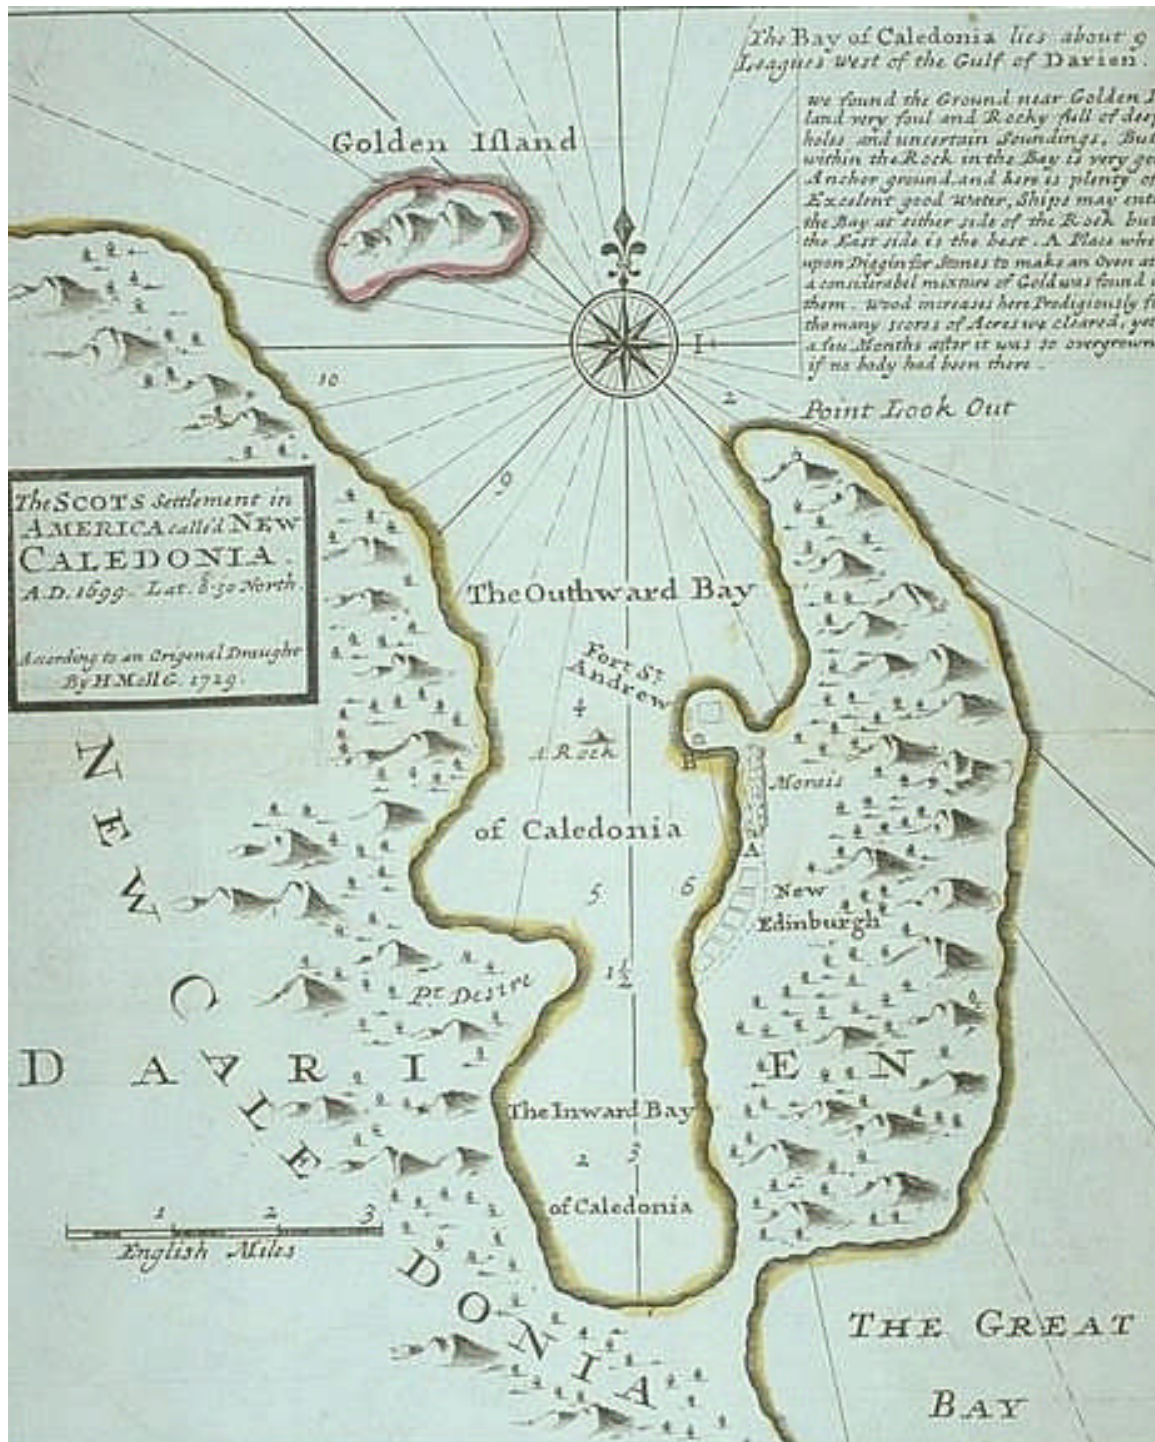 The Bay of Caledonia lies about 9
Leagues West of the Gulf of Darien.
We found the Ground near Golden
land very foul and Rocky full of
holes and uncertain Soundings, But
within the Rock in the Bay is very
Anchor ground and here is plenty of
Excelent good Water, Ships may
the Bay at either side of the Rock but
the East side is the best. A Place
upon Diggin for Stones to make an Oven at
a considerabel mixture of Gold was found
them. Wood increases here Prodigiously
tho many scores of Acres we cleared, yet
a few Months after it was so overgrown
if no body had been there.
Golden Iſland
I
2
10
9
Point Look Out
The SCOTS Settlement in
AMERICA called NEW
CALEDONIA.
A.D. 1699. Lat. 8-50 North.
According to an Origenal Draught
By H Moll G. 1729.
The Outhward Bay
Fort St.
Andrew
4
A Rock
B
Morais
of Caledonia
A
5
6
New
Edinburgh
1½
Pt. Desire
NEW CALEDONIA
DARIEN
The Inward Bay
2
3
of Caledonia
1 2 3
English Miles
THE GREAT
BAY